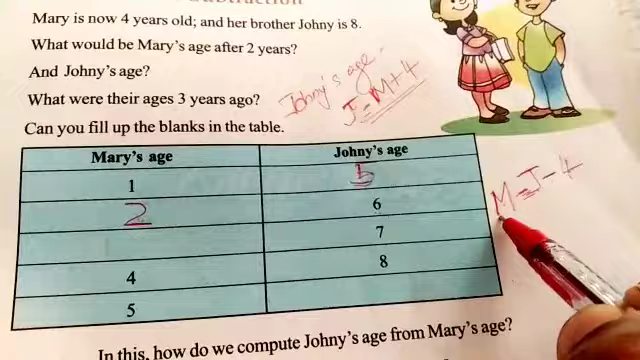 Mary is now 4 years old; and her brother Johny is 8.
What would be Mary's age after 2 years?
And Johny's age?
What were their ages 3 years ago?
Johny's age
J = M + 4
Can you fill up the blanks in the table.
Mary's age Johny's age
1 5
2 6
7
4 8
5
M = J - 4
In this, how do we compute Johny's age from Mary's age?